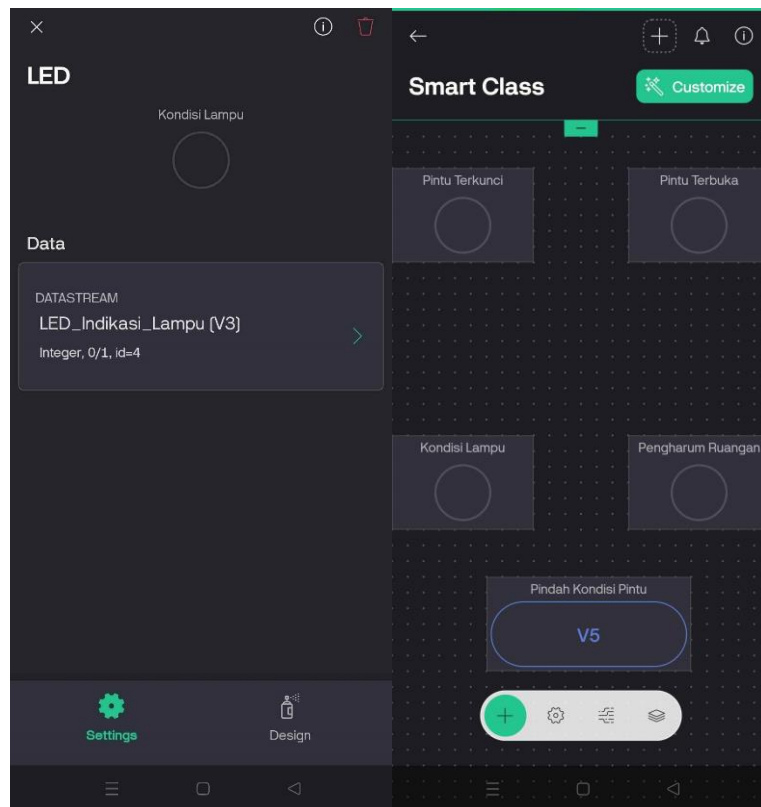 LED
Kondisi Lampu
Data
DATASTREAM
LED_Indikasi_Lampu (V3)
Integer, 0/1, id=4
Settings
Design
Smart Class
Customize
Pintu Terkunci
Pintu Terbuka
Kondisi Lampu
Pengharum Ruangan
Pindah Kondisi Pintu
V5